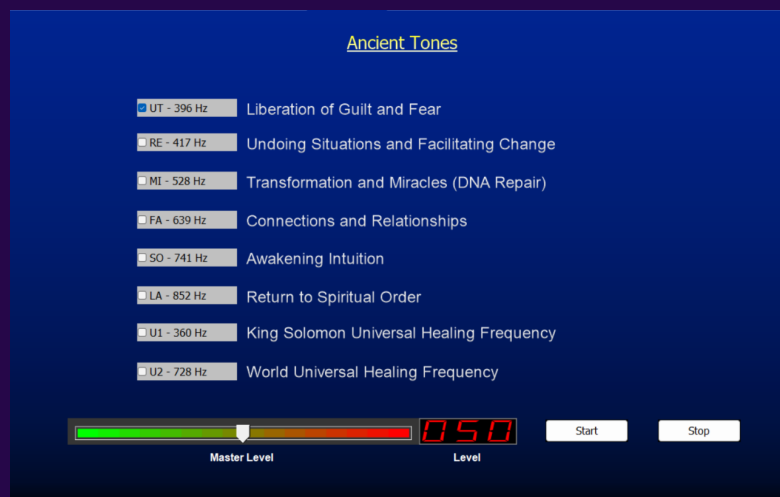 Ancient Tones
UT - 396 Hz Liberation of Guilt and Fear
RE - 417 Hz Undoing Situations and Facilitating Change
MI - 528 Hz Transformation and Miracles (DNA Repair)
FA - 639 Hz Connections and Relationships
SO - 741 Hz Awakening Intuition
LA - 852 Hz Return to Spiritual Order
U1 - 360 Hz King Solomon Universal Healing Frequency
U2 - 728 Hz World Universal Healing Frequency
050 Start Stop
Master Level Level